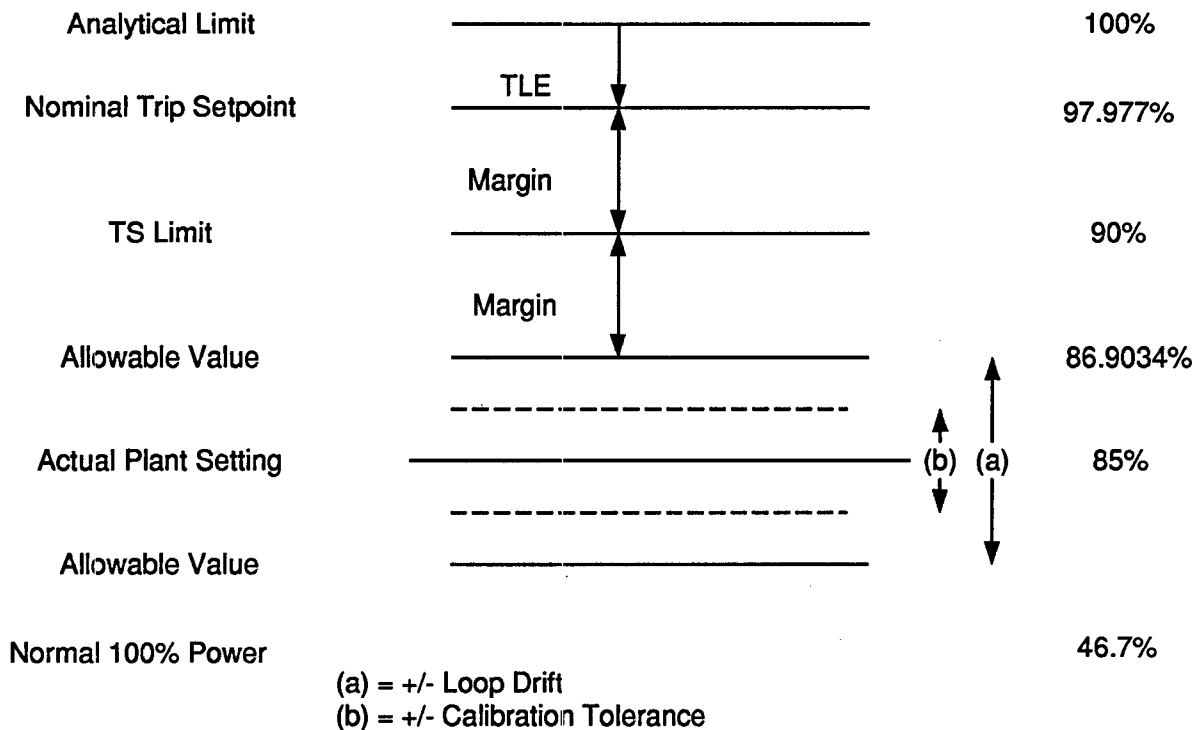 Analytical Limit 100%
TLE
Nominal Trip Setpoint 97.977%
Margin
TS Limit 90%
Margin
Allowable Value 86.9034%
Actual Plant Setting (b) (a) 85%
Allowable Value
Normal 100% Power 46.7%
(a) = +/- Loop Drift
(b) = +/- Calibration Tolerance